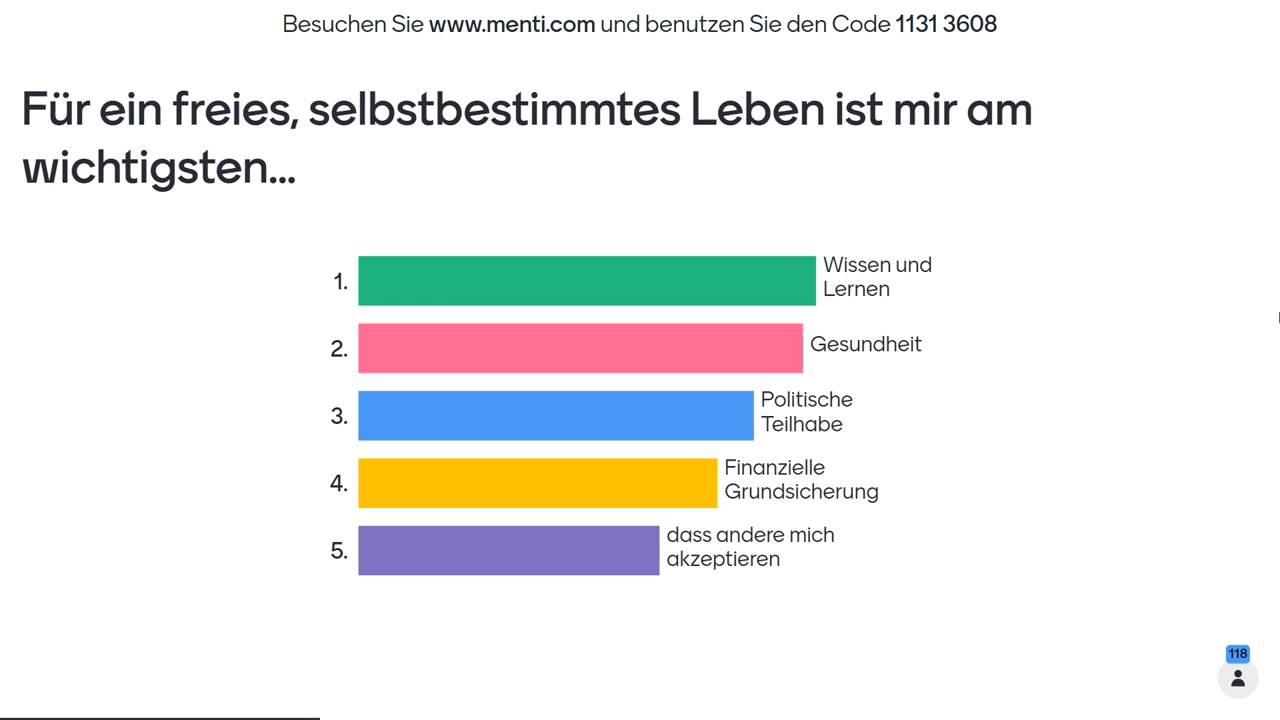 Besuchen Sie www.menti.com und benutzen Sie den Code 1131 3608
Für ein freies, selbstbestimmtes Leben ist mir am
wichtigsten...
1.
Wissen und
Lernen
2.
Gesundheit
3.
Politische
Teilhabe
4.
Finanzielle
Grundsicherung
5.
dass andere mich
akzeptieren
118